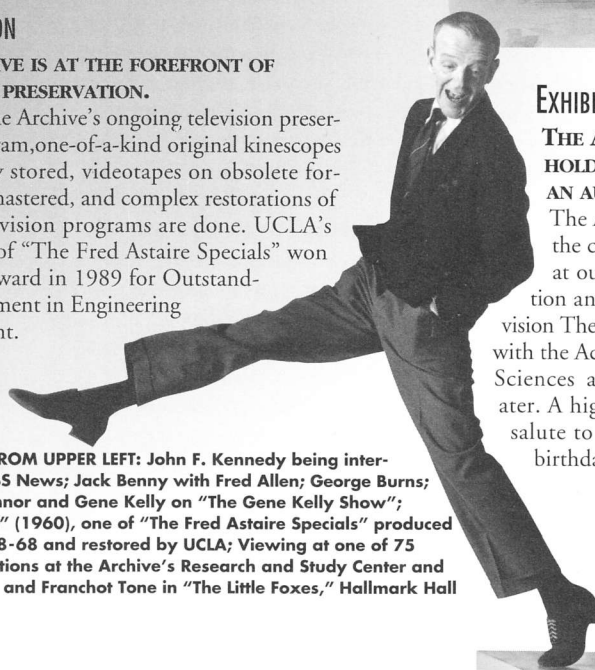 ON
VE IS AT THE FOREFRONT OF
PRESERVATION.
e Archive's ongoing television preser-
ram,one-of-a-kind original kinescopes
y stored, videotapes on obsolete for-
mastered, and complex restorations of
vision programs are done. UCLA's
of “The Fred Astaire Specials” won
ward in 1989 for Outstand-
ment in Engineering
nt.
ROM UPPER LEFT: John F. Kennedy being inter-
BS News; Jack Benny with Fred Allen; George Burns;
nnor and Gene Kelly on “The Gene Kelly Show”;
” (1960), one of “The Fred Astaire Specials” produced
8-68 and restored by UCLA; Viewing at one of 75
tions at the Archive's Research and Study Center and
and Franchot Tone in “The Little Foxes,” Hallmark Hall
EXHIBI
THE A
HOLD
AN AU
The A
the c
at ou
tion an
vision The
with the Ac
Sciences a
ater. A hig
salute to
birthda